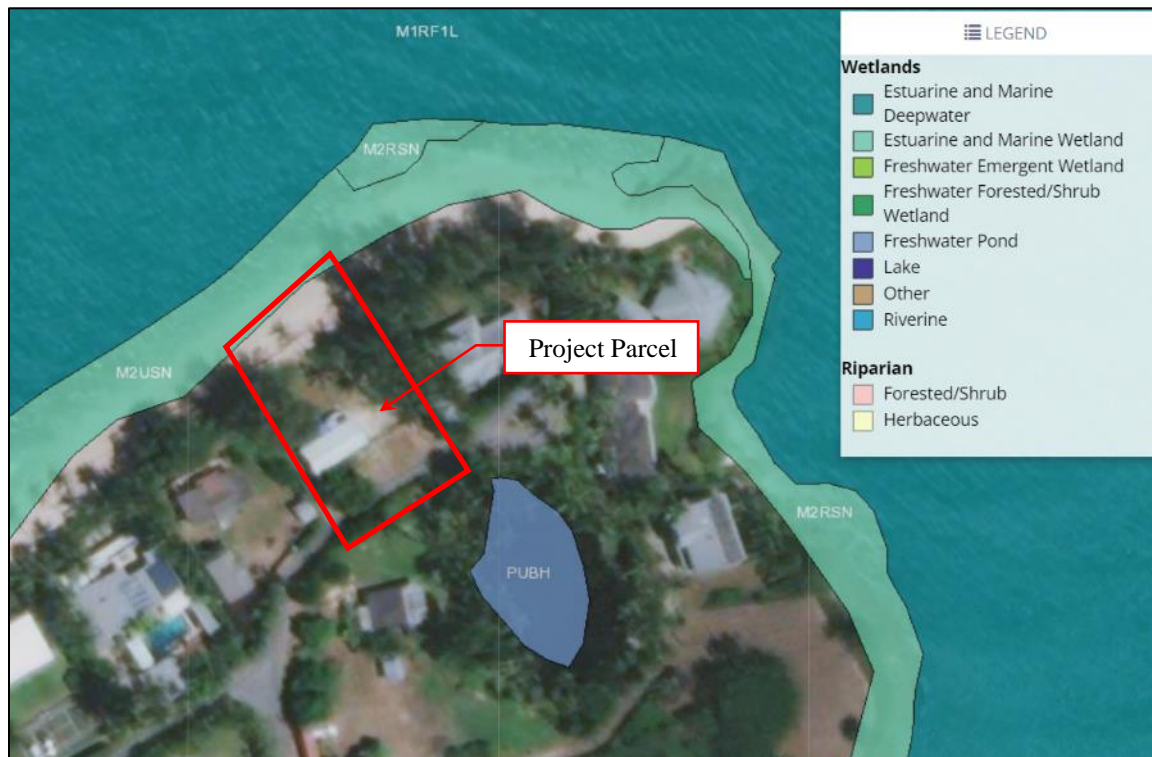 M1RF1L
LEGEND
Wetlands
Estuarine and Marine
Deepwater
Estuarine and Marine Wetland
Freshwater Emergent Wetland
Freshwater Forested/Shrub
Wetland
Freshwater Pond
Lake
Other
Riverine
Riparian
Forested/Shrub
Herbaceous
M2RSN
Project Parcel
M2USN
M2RSN
PUBH